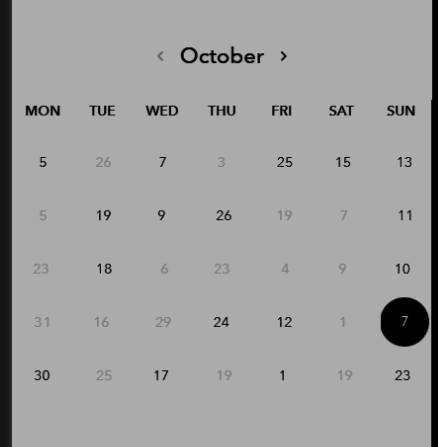 ‹ October ›
MON TUE WED THU FRI SAT SUN
5 26 7 3 25 15 13
5 19 9 26 19 7 11
23 18 6 23 4 9 10
31 16 29 24 12 1 7
30 25 17 19 1 19 23